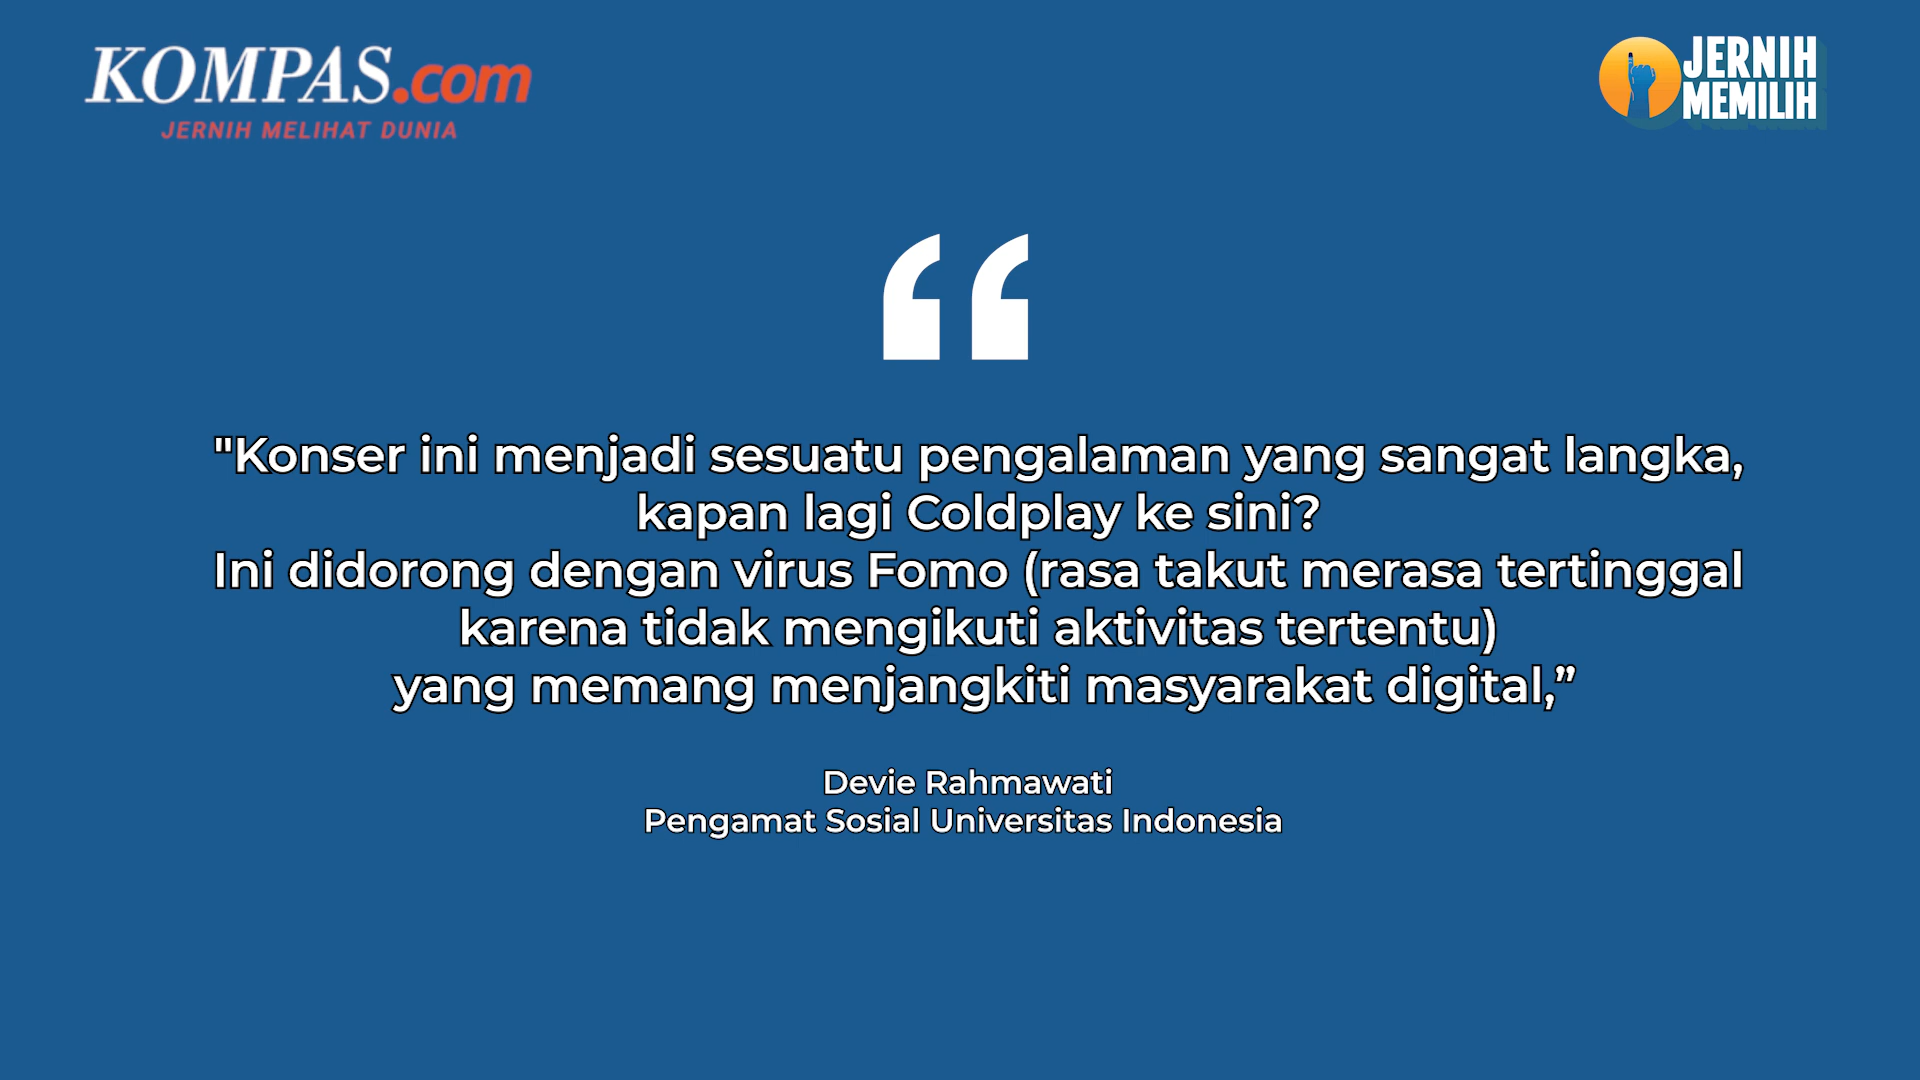 KOMPAS.com
JERNIH MELIHAT DUNIA
JERNIH
MEMILIH
"Konser ini menjadi sesuatu pengalaman yang sangat langka,
kapan lagi Coldplay ke sini?
Ini didorong dengan virus Fomo (rasa takut merasa tertinggal
karena tidak mengikuti aktivitas tertentu)
yang memang menjangkiti masyarakat digital,”
Devie Rahmawati
Pengamat Sosial Universitas Indonesia